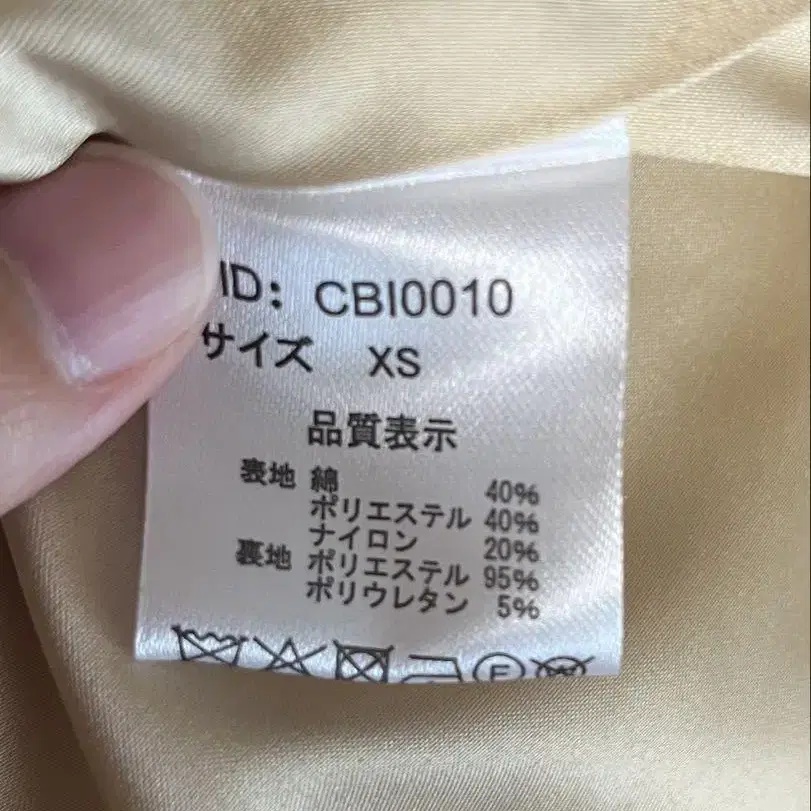 ID: CBI0010
サイズ XS
品質表示
表地 綿 40%
ポリエステル 40%
ナイロン 20%
裏地 ポリエステル 95%
ポリウレタン 5%
F W